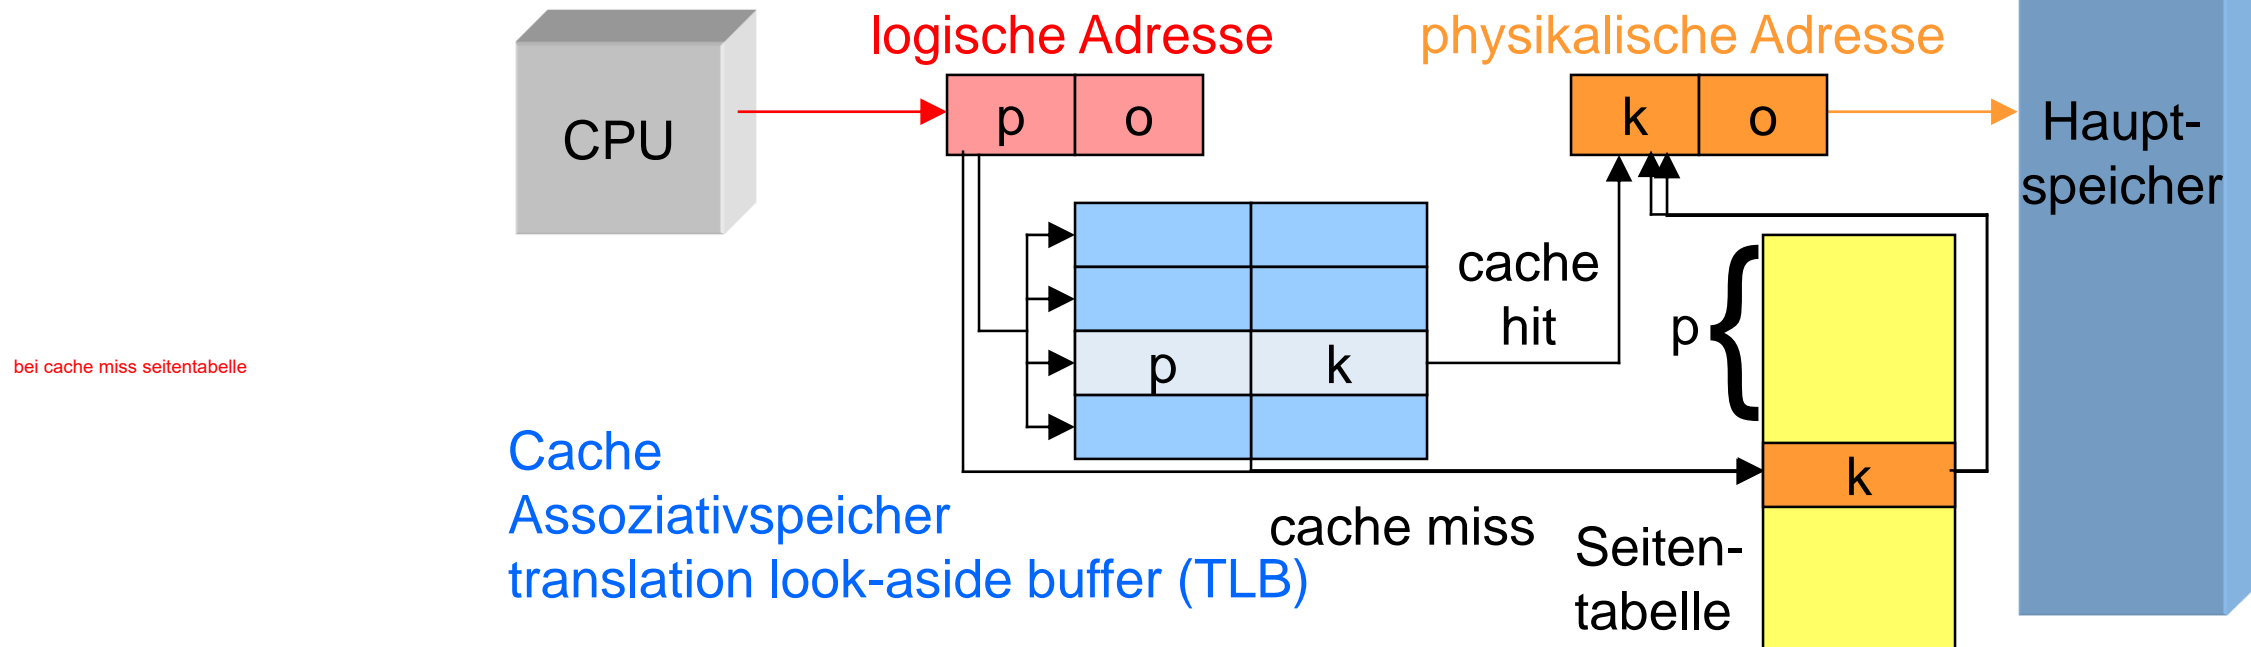 logische Adresse
physikalische Adresse
CPU
p
o
k
o
Haupt-
speicher
cache
hit
p
{
p
k
bei cache miss seitentabelle
Cache
Assoziativspeicher
translation look-aside buffer (TLB)
cache miss
k
Seiten-
tabelle